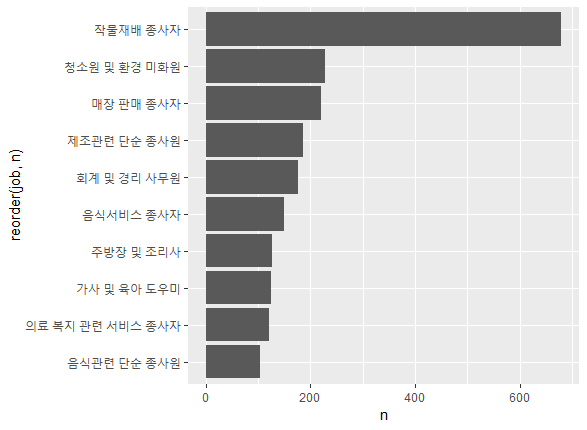 reorder(job, n)
작물재배 종사자
청소원 및 환경 미화원
매장 판매 종사자
제조관련 단순 종사원
회계 및 경리 사무원
음식서비스 종사자
주방장 및 조리사
가사 및 육아 도우미
의료 복지 관련 서비스 종사자
음식관련 단순 종사원
0 200 400 600
n